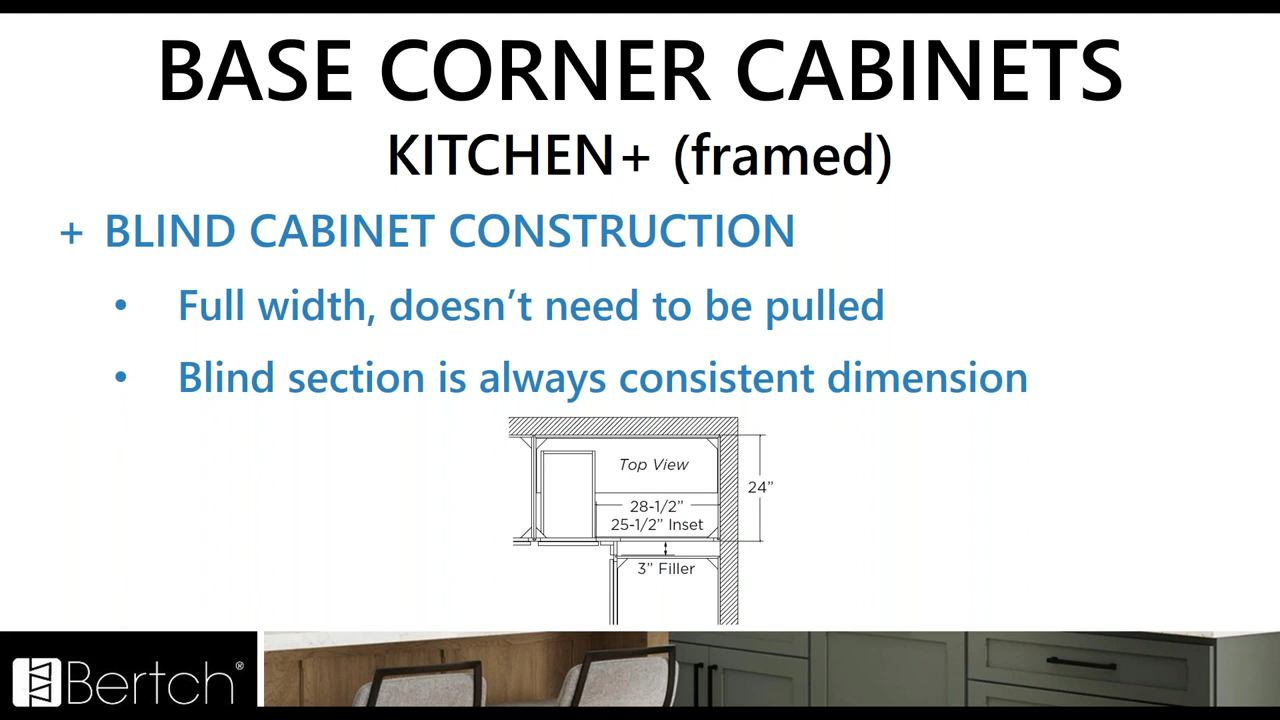 BASE CORNER CABINETS
KITCHEN+ (framed)
+ BLIND CABINET CONSTRUCTION
• Full width, doesn’t need to be pulled
• Blind section is always consistent dimension
Top View
24”
28-1/2”
25-1/2” Inset
3” Filler
Bertch®